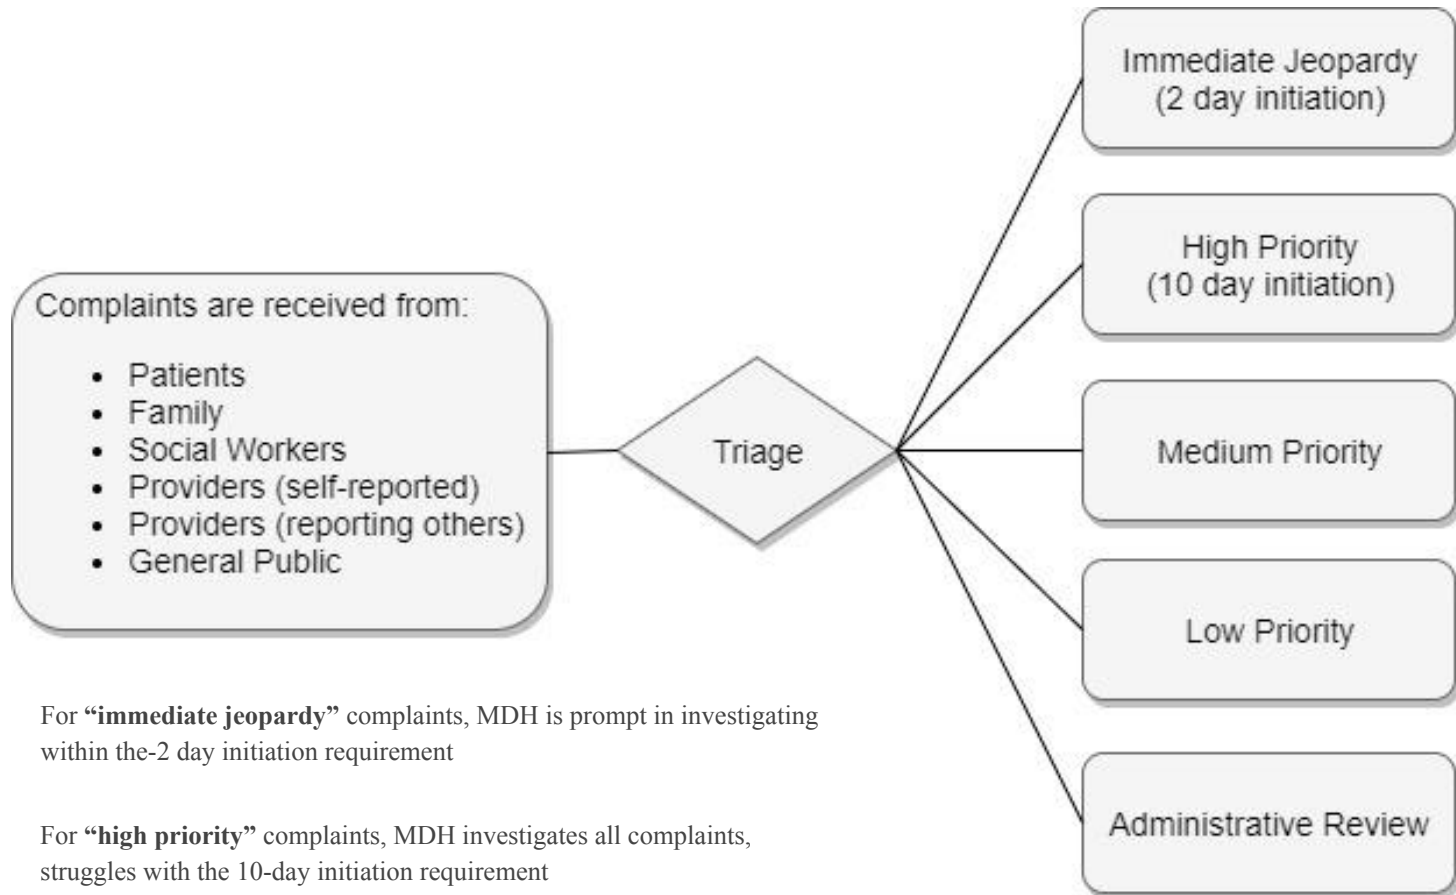 Complaints are received from:
• Patients
• Family
• Social Workers
• Providers (self-reported)
• Providers (reporting others)
• General Public
Triage
Immediate Jeopardy
(2 day initiation)
High Priority
(10 day initiation)
Medium Priority
Low Priority
Administrative Review
For “immediate jeopardy” complaints, MDH is prompt in investigating
within the-2 day initiation requirement
For “high priority” complaints, MDH investigates all complaints,
struggles with the 10-day initiation requirement